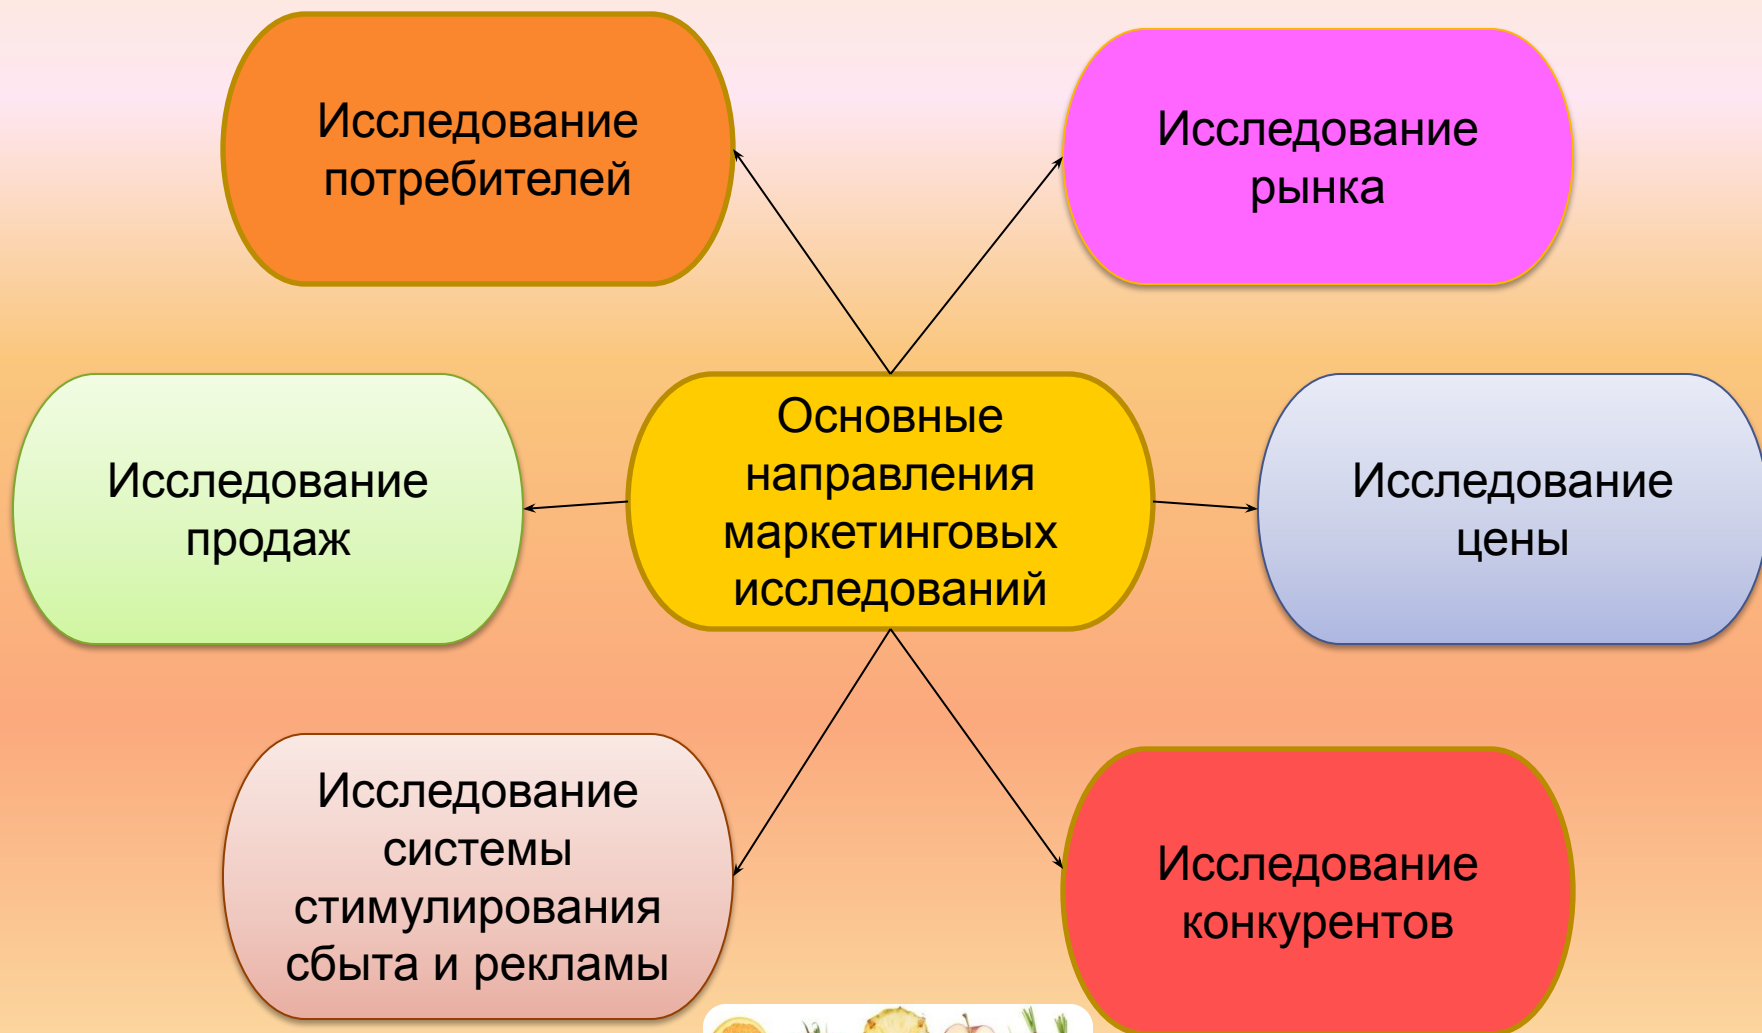 Исследование
потребителей
Исследование
рынка
Исследование
продаж
Основные
направления
маркетинговых
исследований
Исследование
цены
Исследование
системы
стимулирования
сбыта и рекламы
Исследование
конкурентов